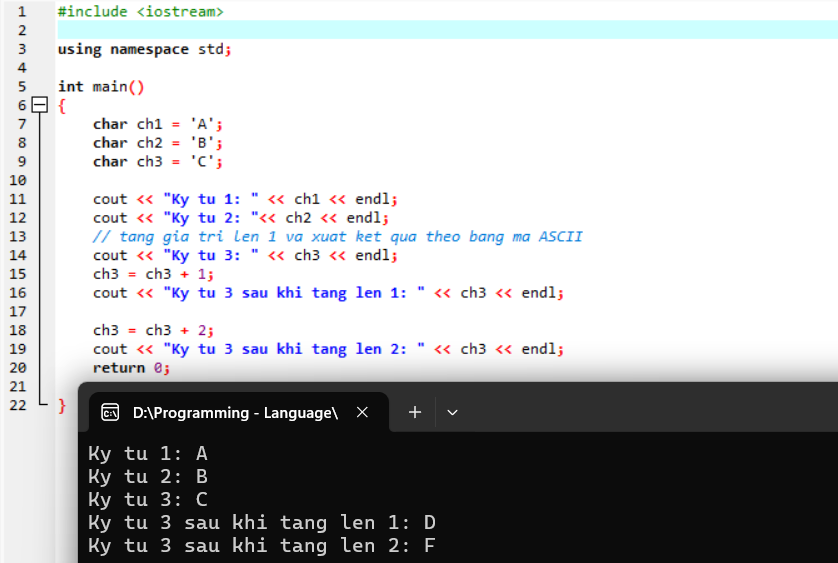 1 #include <iostream>
2
3 using namespace std;
4
5 int main()
6 {
7 char ch1 = 'A';
8 char ch2 = 'B';
9 char ch3 = 'C';
10
11 cout << "Ky tu 1: " << ch1 << endl;
12 cout << "Ky tu 2: "<< ch2 << endl;
13 // tang gia tri len 1 va xuat ket qua theo bang ma ASCII
14 cout << "Ky tu 3: " << ch3 << endl;
15 ch3 = ch3 + 1;
16 cout << "Ky tu 3 sau khi tang len 1: " << ch3 << endl;
17
18 ch3 = ch3 + 2;
19 cout << "Ky tu 3 sau khi tang len 2: " << ch3 << endl;
20 return 0;
21
22 }
D:\Programming - Language\
Ky tu 1: A
Ky tu 2: B
Ky tu 3: C
Ky tu 3 sau khi tang len 1: D
Ky tu 3 sau khi tang len 2: F